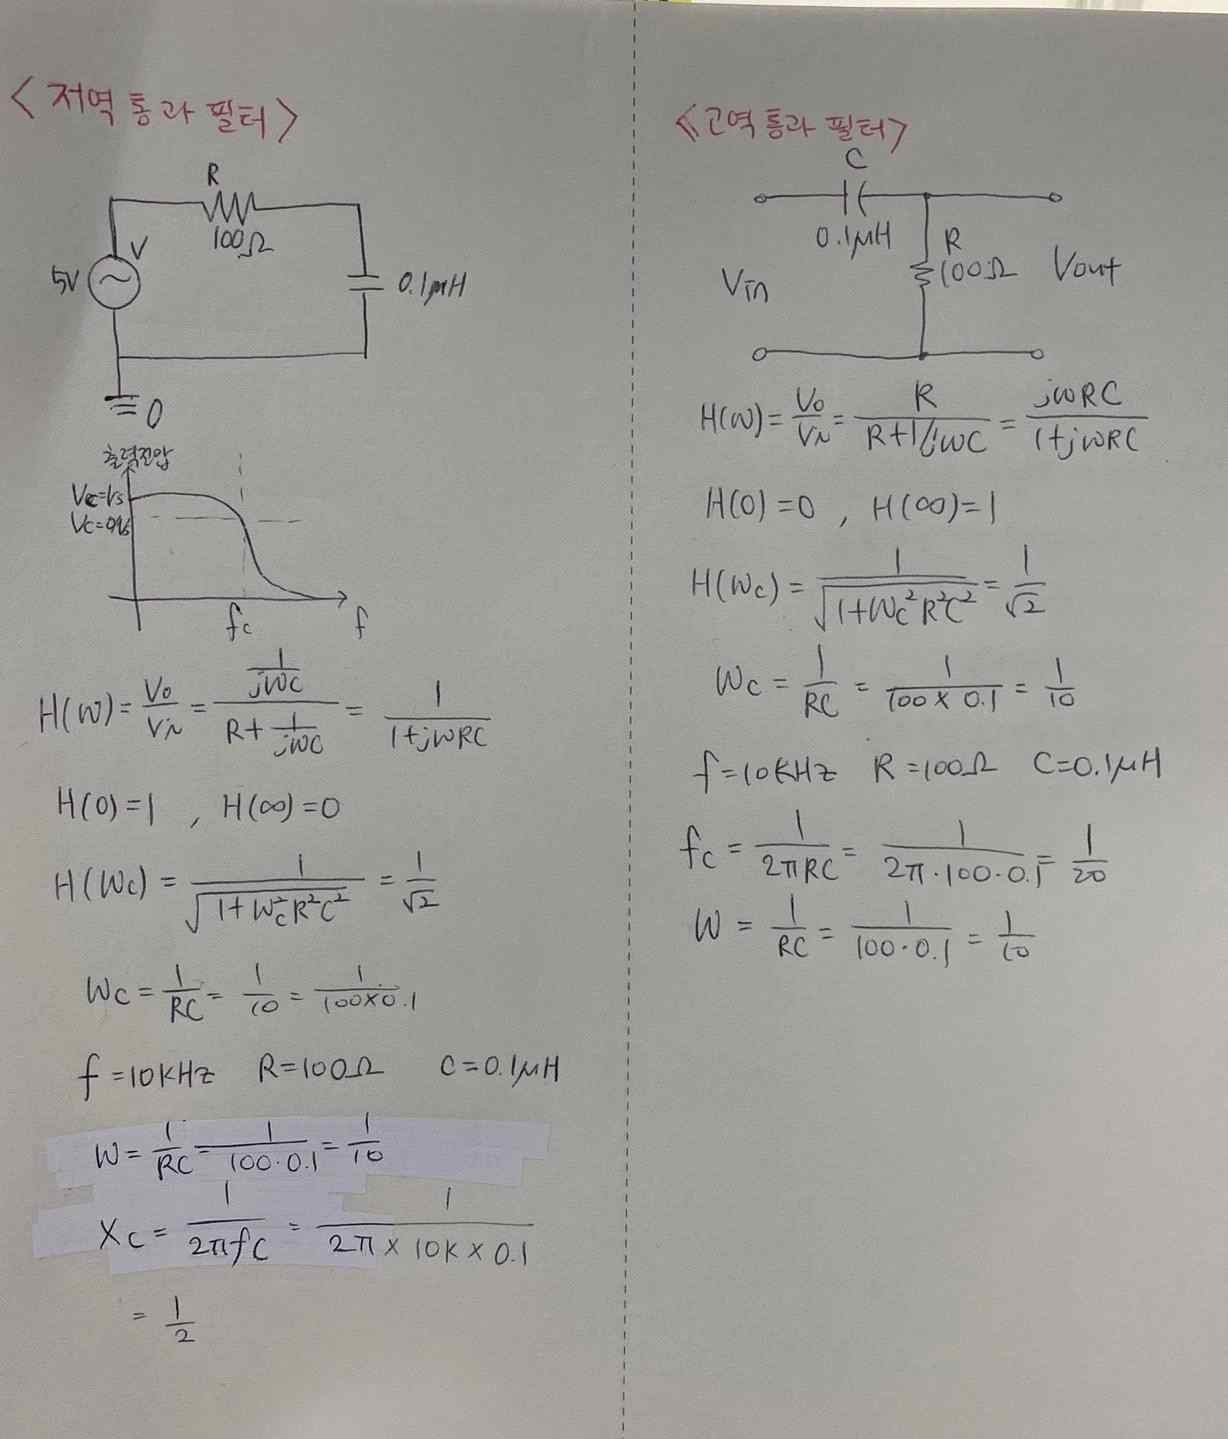 <저역 통과 필터>
R
100Ω
V
5V
0.1μH
0
출력전압
Vc=Vs
fc
f
H(W)=Vo/VIN=(1/jWC)/(R+1/jWC)=1/(1+jWRC)
H(0)=1 , H(∞)=0
H(Wc)=1/√(1+Wc²R²C²)=1/√2
Wc=1/RC=1/10=1/(100×0.1)
f=10KHz R=100Ω C=0.1μH
W=1/RC=1/(100·0.1)=1/10
Xc=1/(2πfC)=1/(2π×10K×0.1)
=1/2
<고역 통과 필터>
C
0.1μH
R
100Ω
Vin
Vout
H(W)=Vo/VIN=R/(R+1/jWC)=jWRC/(1+jWRC)
H(0)=0 , H(∞)=1
H(Wc)=1/√(1+Wc²R²C²)=1/√2
Wc=1/RC=1/(100×0.1)=1/10
f=10KHz R=100Ω C=0.1μH
fc=1/(2πRC)=1/(2π·100·0.1)=1/20
W=1/RC=1/(100·0.1)=1/10